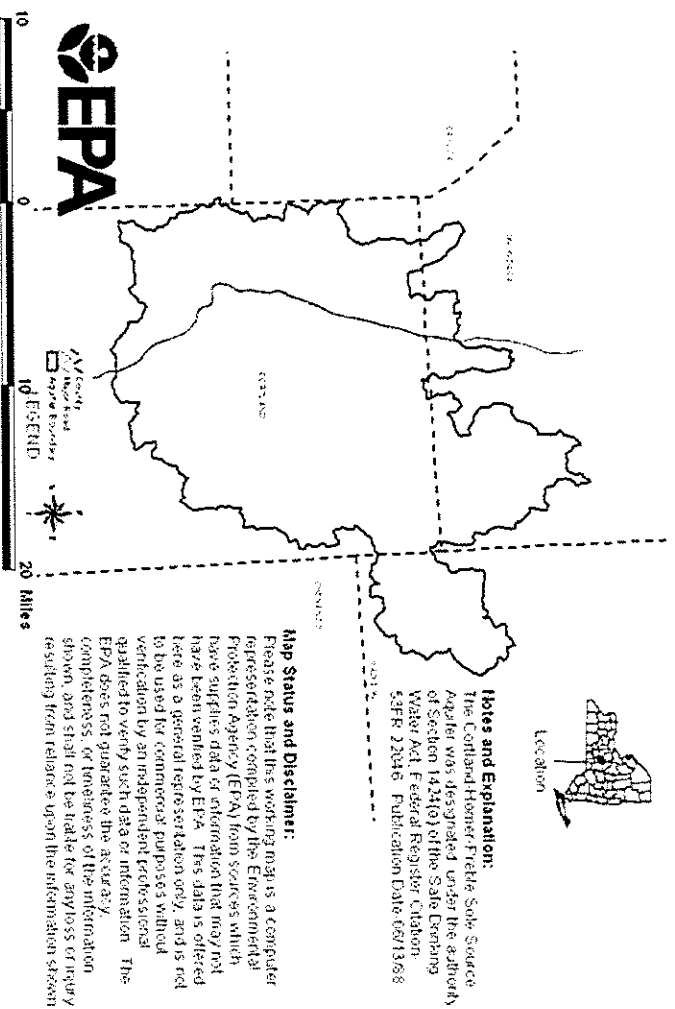 Location
Notes and Explanation:
The Cortland-Homer-Preble Sole Source
Aquifer was designated under the authority
of Section 1424(e) of the Safe Drinking
Water Act. Federal Register Citation-
53FR 22046 Publication Date-06/13/88
Map Status and Disclaimer:
Please note that this working map is a computer
representation compiled by the Environmental
Protection Agency (EPA) from sources which
have supplies data or information that may not
have been verified by EPA. This data is offered
here as a general representation only, and is not
to be used for commercial purposes without
verification by an independent professional
qualified to verify such data or information. The
EPA does not guarantee the accuracy,
completeness, or timeliness of the information
shown, and shall not be liable for any loss or injury
resulting from reliance upon the information shown
CORTLAND
EPA
LEGEND
County
Major Road
Aquifer Boundary
10 0 10 20 Miles